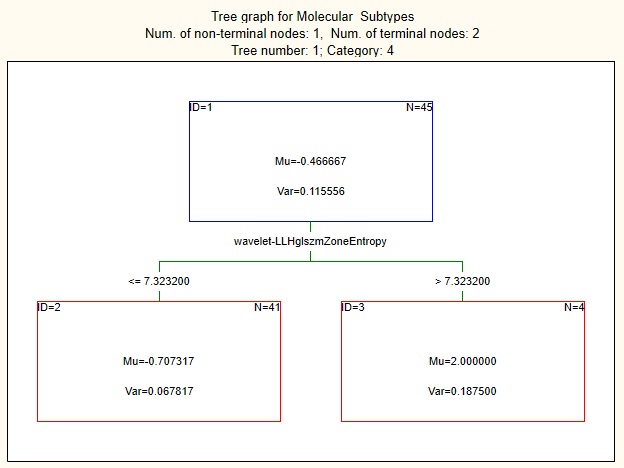 Tree graph for Molecular  Subtypes
Num. of non-terminal nodes: 1,  Num. of terminal nodes: 2
Tree number: 1; Category: 4
ID=1 N=45
Mu=-0.466667
Var=0.115556
wavelet-LLHglszmZoneEntropy
<= 7.323200 > 7.323200
ID=2 N=41 ID=3 N=4
Mu=-0.707317 Mu=2.000000
Var=0.067817 Var=0.187500